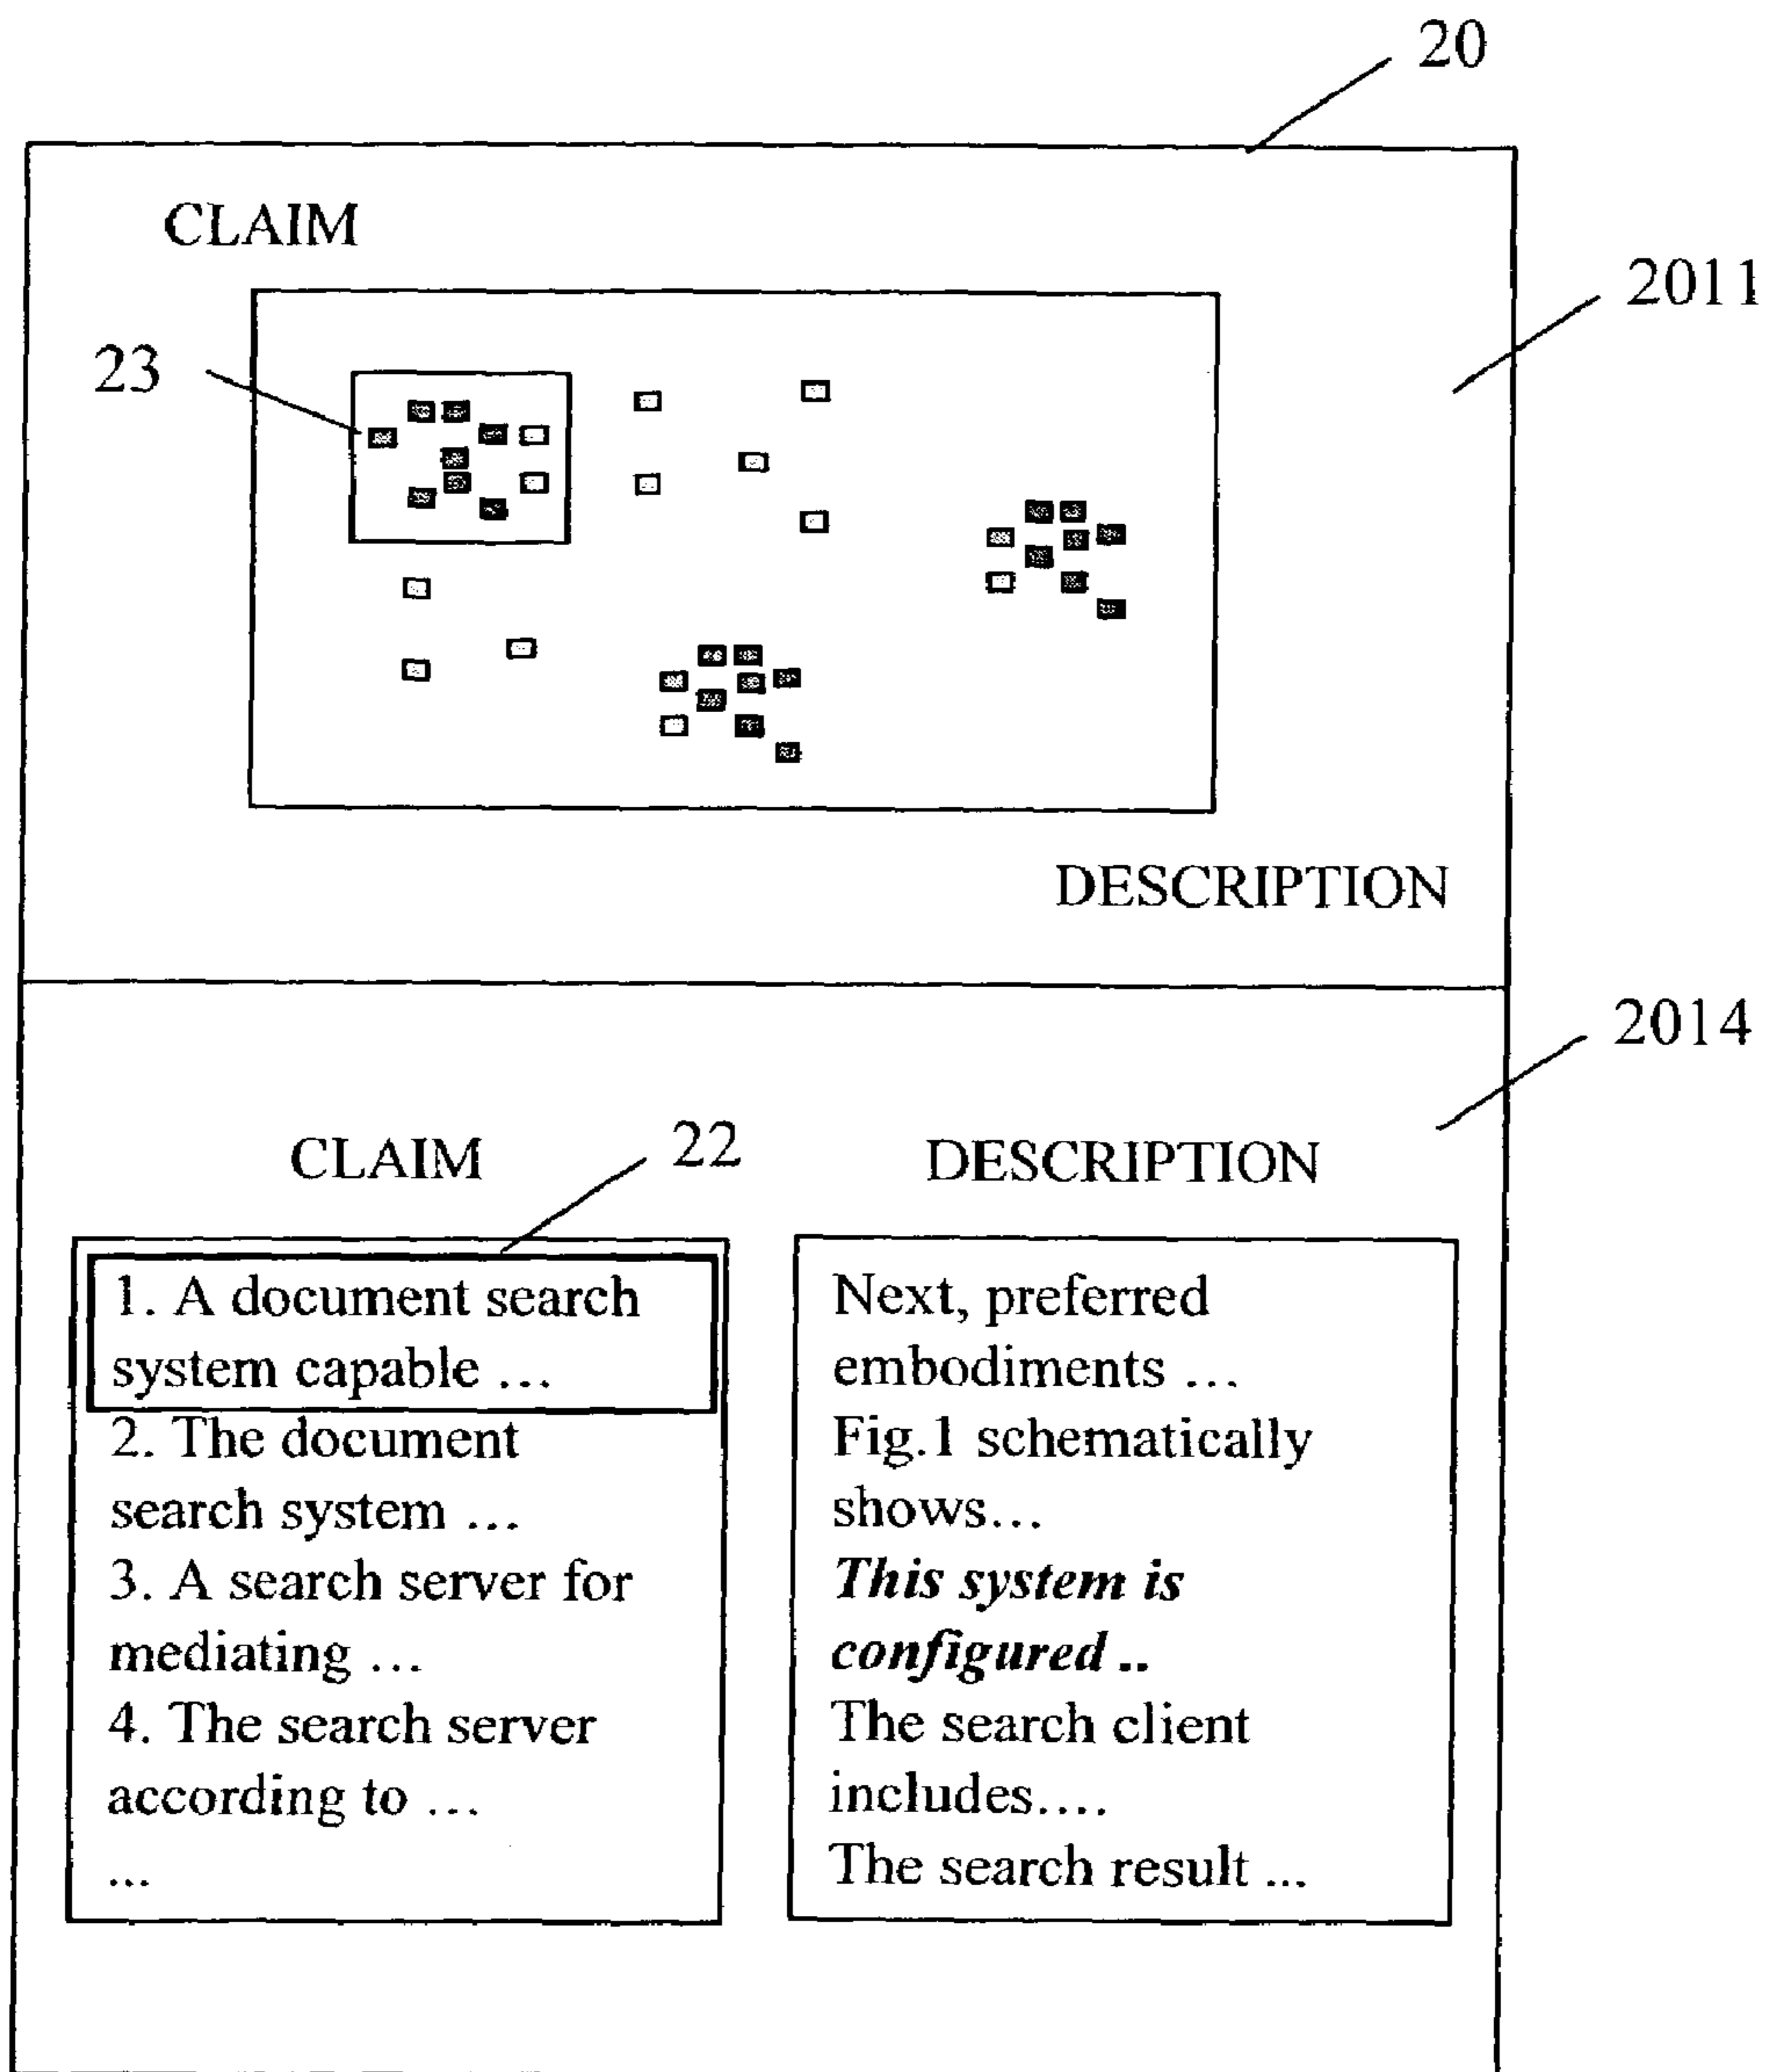 20
CLAIM
2011
23
DESCRIPTION
2014
CLAIM
22
DESCRIPTION
1. A document search
system capable ...
2. The document
search system ...
3. A search server for
mediating ...
4. The search server
according to ...
...
Next, preferred
embodiments ...
Fig.1 schematically
shows...
This system is
configured ..
The search client
includes....
The search result ...